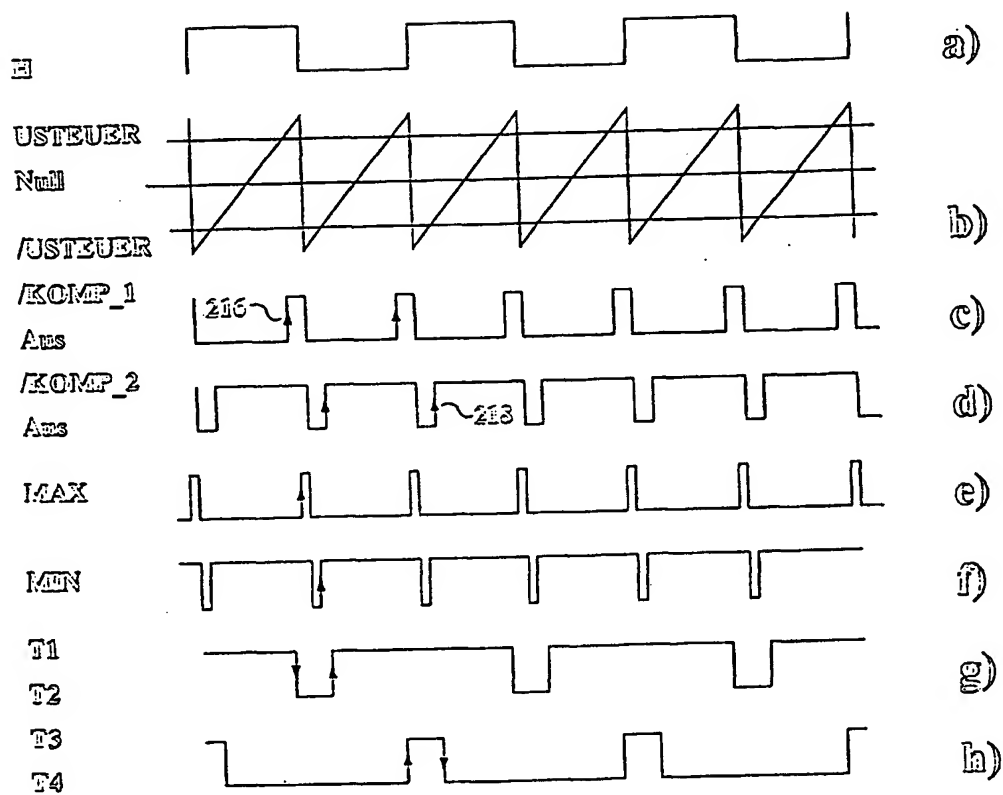 H a)
USTEUER
Null
/USTEUER b)
/KOMP_1
216 c)
Aus
/KOMP_2
d)
Aus 218
MAX e)
MIN f)
T1
g)
T2
T3
h)
T4